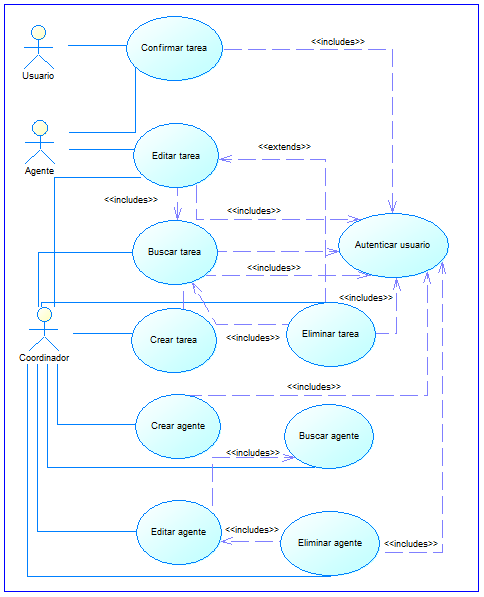 Confirmar tarea
<<includes>>
Usuario
Agente
Editar tarea
<<extends>>
<<includes>>
<<includes>>
Buscar tarea
Autenticar usuario
<<includes>>
<<includes>>
Coordinador
Crear tarea
<<includes>>
Eliminar tarea
<<includes>>
Crear agente
Buscar agente
<<includes>>
Editar agente
<<includes>>
Eliminar agente
<<includes>>